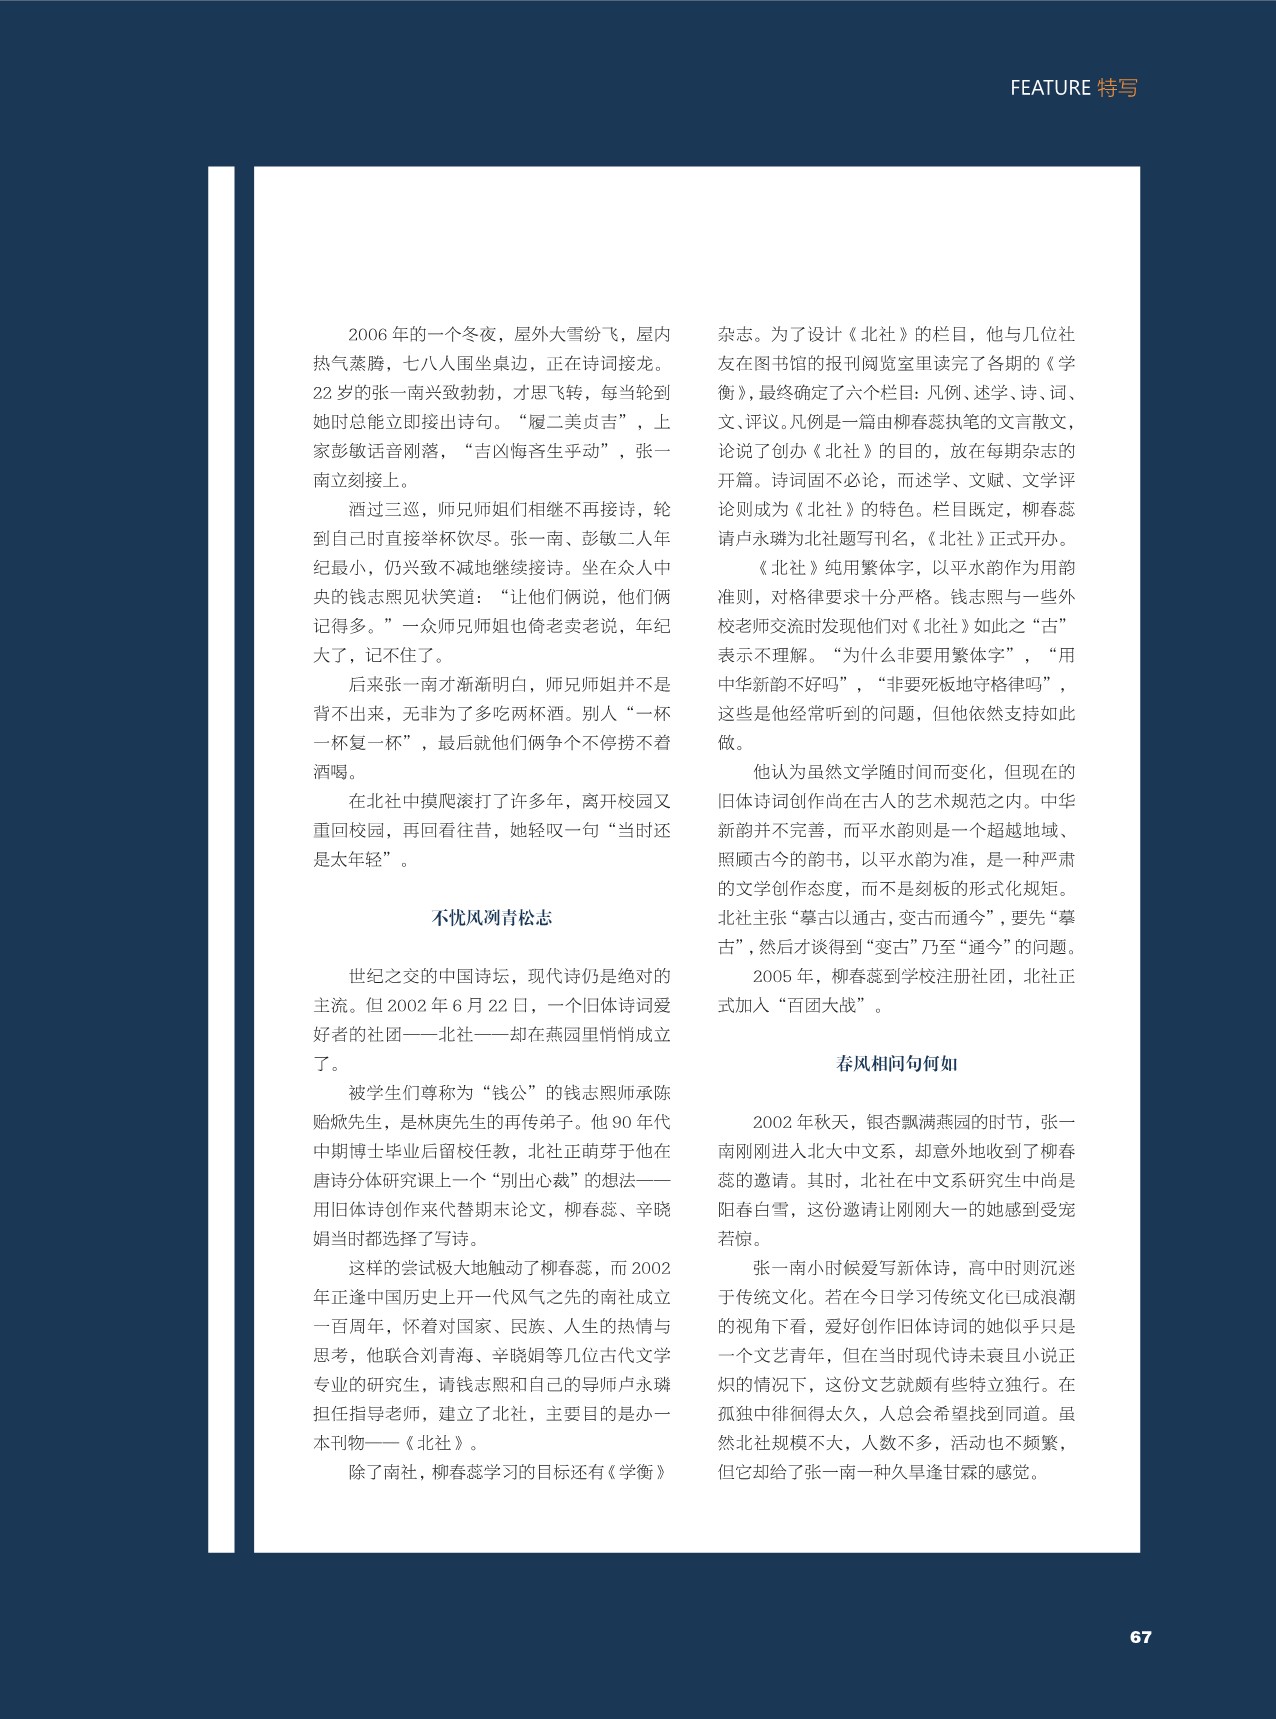 FEATURE 特写
2006 年的一个冬夜，屋外大雪纷飞，屋内
热气蒸腾，七八人围坐桌边，正在诗词接龙。
22 岁的张一南兴致勃勃，才思飞转，每当轮到
她时总能立即接出诗句。“履二美贞吉”，上
家彭敏话音刚落，“吉凶悔吝生乎动”，张一
南立刻接上。
酒过三巡，师兄师姐们相继不再接诗，轮
到自己时直接举杯饮尽。张一南、彭敏二人年
纪最小，仍兴致不减地继续接诗。坐在众人中
央的钱志熙见状笑道：“让他们俩说，他们俩
记得多。”一众师兄师姐也倚老卖老说，年纪
大了，记不住了。
后来张一南才渐渐明白，师兄师姐并不是
背不出来，无非为了多吃两杯酒。别人“一杯
一杯复一杯”，最后就他们俩争个不停捞不着
酒喝。
在北社中摸爬滚打了许多年，离开校园又
重回校园，再回看往昔，她轻叹一句“当时还
是太年轻”。
不忧风冽青松志
世纪之交的中国诗坛，现代诗仍是绝对的
主流。但 2002 年 6 月 22 日，一个旧体诗词爱
好者的社团——北社——却在燕园里悄悄成立
了。
被学生们尊称为“钱公”的钱志熙师承陈
贻焮先生，是林庚先生的再传弟子。他 90 年代
中期博士毕业后留校任教，北社正萌芽于他在
唐诗分体研究课上一个“别出心裁”的想法——
用旧体诗创作来代替期末论文，柳春蕊、辛晓
娟当时都选择了写诗。
这样的尝试极大地触动了柳春蕊，而 2002
年正逢中国历史上开一代风气之先的南社成立
一百周年，怀着对国家、民族、人生的热情与
思考，他联合刘青海、辛晓娟等几位古代文学
专业的研究生，请钱志熙和自己的导师卢永璘
担任指导老师，建立了北社，主要目的是办一
本刊物——《北社》。
除了南社，柳春蕊学习的目标还有《学衡》
杂志。为了设计《北社》的栏目，他与几位社
友在图书馆的报刊阅览室里读完了各期的《学
衡》，最终确定了六个栏目：凡例、述学、诗、词、
文、评议。凡例是一篇由柳春蕊执笔的文言散文，
论说了创办《北社》的目的，放在每期杂志的
开篇。诗词固不必论，而述学、文赋、文学评
论则成为《北社》的特色。栏目既定，柳春蕊
请卢永璘为北社题写刊名，《北社》正式开办。
《北社》纯用繁体字，以平水韵作为用韵
准则，对格律要求十分严格。钱志熙与一些外
校老师交流时发现他们对《北社》如此之“古”
表示不理解。“为什么非要用繁体字”，“用
中华新韵不好吗”，“非要死板地守格律吗”，
这些是他经常听到的问题，但他依然支持如此
做。
他认为虽然文学随时间而变化，但现在的
旧体诗词创作尚在古人的艺术规范之内。中华
新韵并不完善，而平水韵则是一个超越地域、
照顾古今的韵书，以平水韵为准，是一种严肃
的文学创作态度，而不是刻板的形式化规矩。
北社主张“摹古以通古，变古而通今”，要先“摹
古”，然后才谈得到“变古”乃至“通今”的问题。
2005 年，柳春蕊到学校注册社团，北社正
式加入“百团大战”。
春风相问句何如
2002 年秋天，银杏飘满燕园的时节，张一
南刚刚进入北大中文系，却意外地收到了柳春
蕊的邀请。其时，北社在中文系研究生中尚是
阳春白雪，这份邀请让刚刚大一的她感到受宠
若惊。
张一南小时候爱写新体诗，高中时则沉迷
于传统文化。若在今日学习传统文化已成浪潮
的视角下看，爱好创作旧体诗词的她似乎只是
一个文艺青年，但在当时现代诗未衰且小说正
炽的情况下，这份文艺就颇有些特立独行。在
孤独中徘徊得太久，人总会希望找到同道。虽
然北社规模不大，人数不多，活动也不频繁，
但它却给了张一南一种久旱逢甘霖的感觉。
67